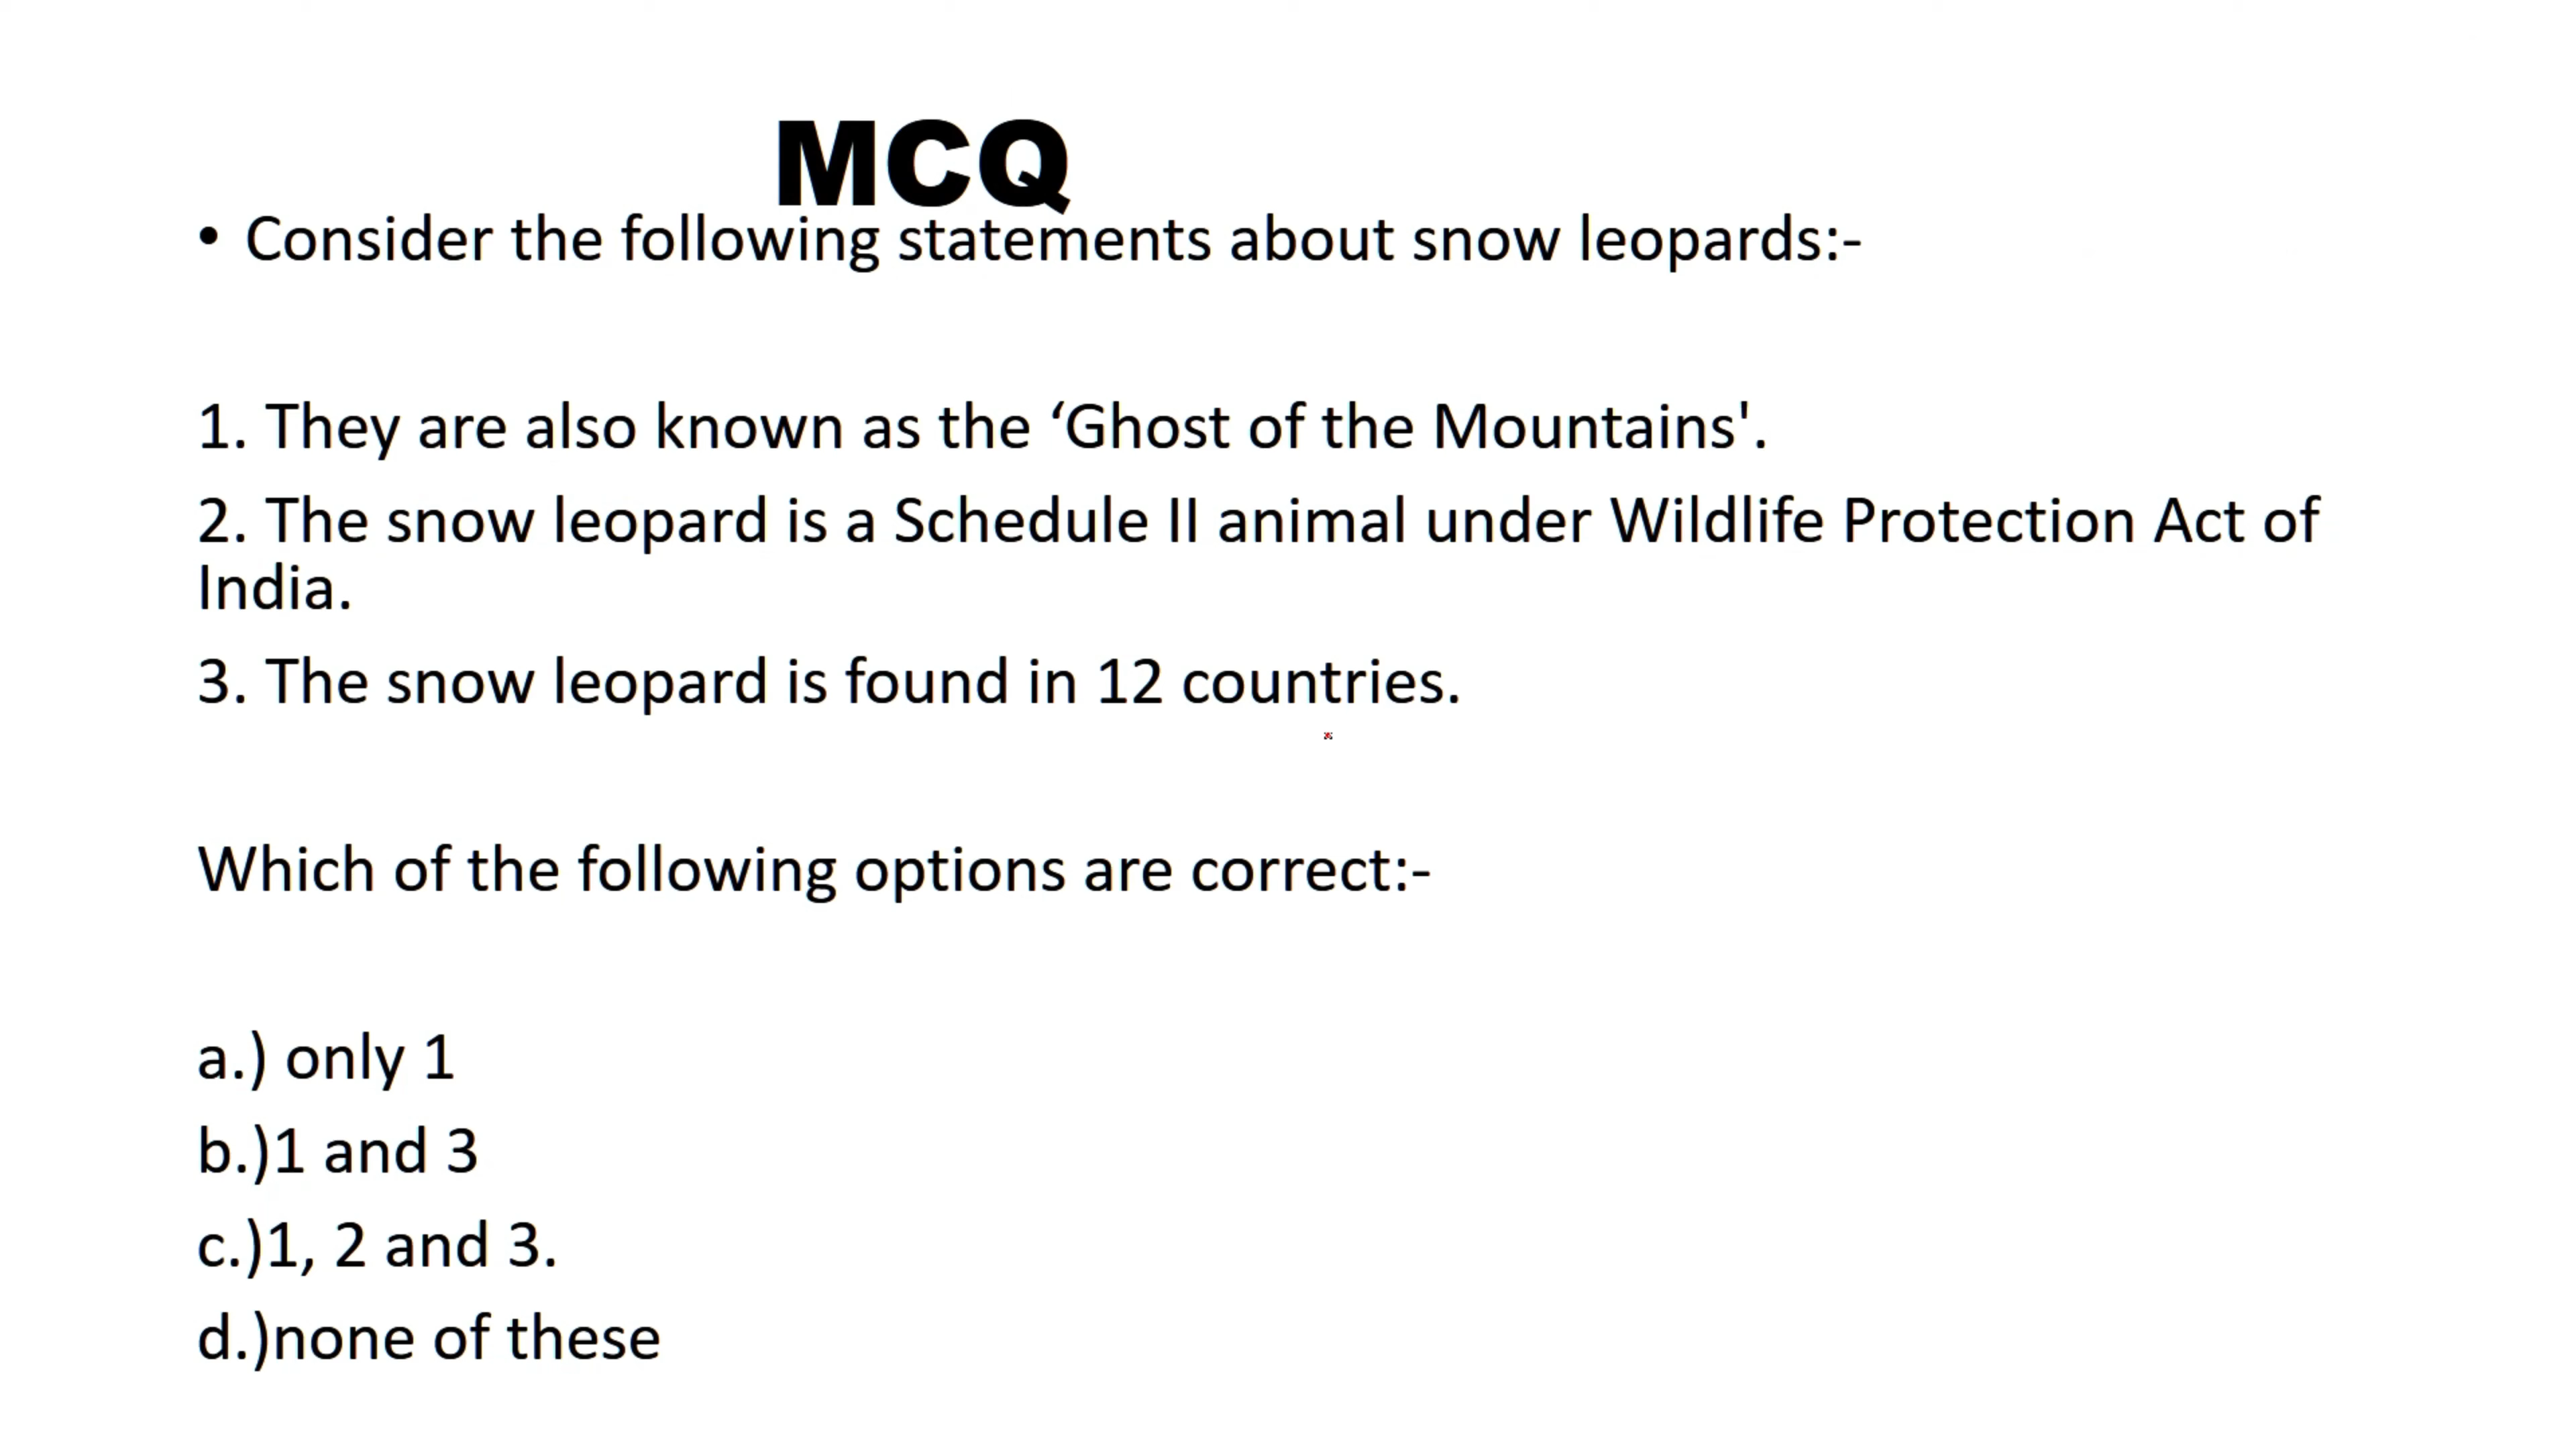 MCQ
• Consider the following statements about snow leopards:-
1. They are also known as the ‘Ghost of the Mountains'.
2. The snow leopard is a Schedule II animal under Wildlife Protection Act of
India.
3. The snow leopard is found in 12 countries.
Which of the following options are correct:-
a.) only 1
b.)1 and 3
c.)1, 2 and 3.
d.)none of these